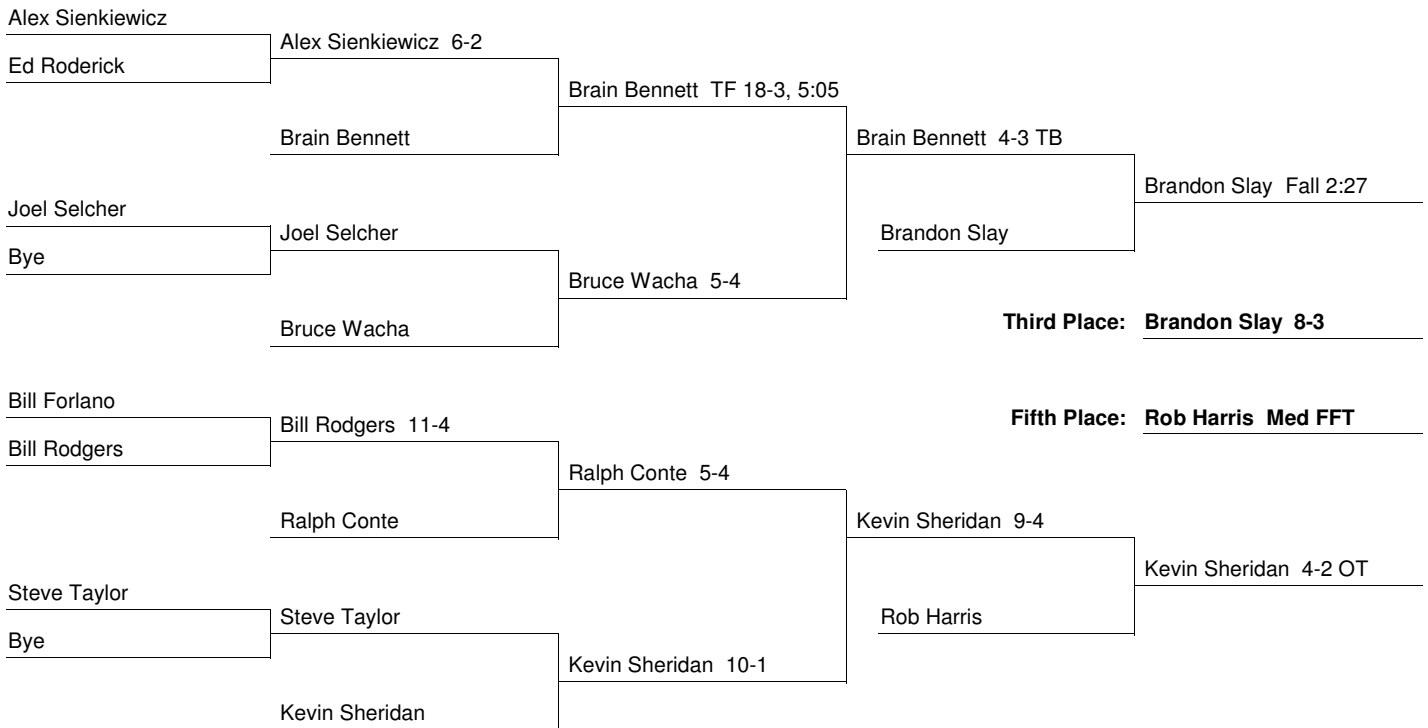 Alex Sienkiewicz
Alex Sienkiewicz 6-2
Ed Roderick
Brain Bennett TF 18-3, 5:05
Brain Bennett
Brain Bennett 4-3 TB
Brandon Slay Fall 2:27
Joel Selcher
Joel Selcher
Brandon Slay
Bye
Bruce Wacha 5-4
Bruce Wacha
Third Place: Brandon Slay 8-3
Bill Forlano
Bill Rodgers 11-4
Fifth Place: Rob Harris Med FFT
Bill Rodgers
Ralph Conte 5-4
Ralph Conte
Kevin Sheridan 9-4
Kevin Sheridan 4-2 OT
Steve Taylor
Steve Taylor
Rob Harris
Bye
Kevin Sheridan 10-1
Kevin Sheridan